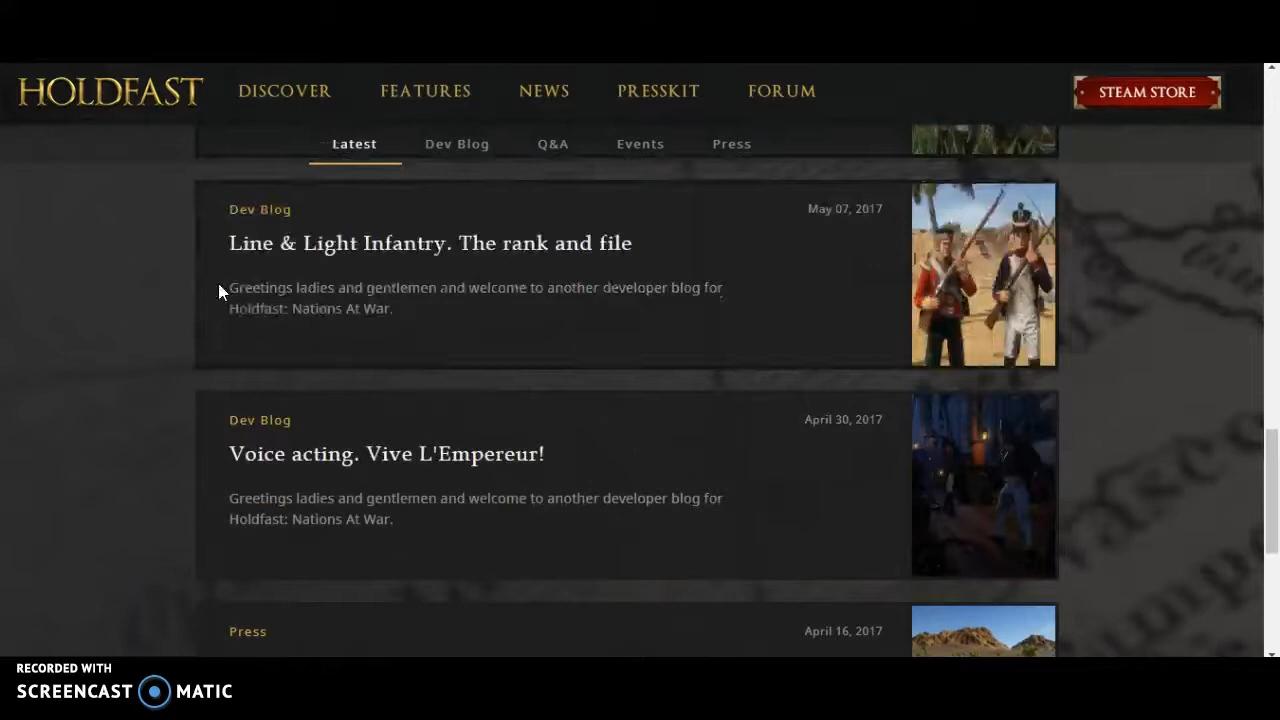 HOLDFAST
DISCOVER
FEATURES
NEWS
PRESSKIT
FORUM
STEAM STORE
Latest
Dev Blog
Q&A
Events
Press
Dev Blog
May 07, 2017
Line & Light Infantry. The rank and file
Greetings ladies and gentlemen and welcome to another developer blog for
Holdfast: Nations At War.
Dev Blog
April 30, 2017
Voice acting. Vive L'Empereur!
Greetings ladies and gentlemen and welcome to another developer blog for
Holdfast: Nations At War.
Press
April 16, 2017
RECORDED WITH
SCREENCAST MATIC